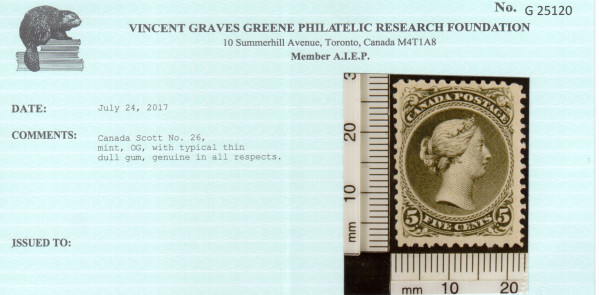 No. G 25120
VINCENT GRAVES GREENE PHILATELIC RESEARCH FOUNDATION
10 Summerhill Avenue, Toronto, Canada M4T1A8
Member A.I.E.P.
DATE: July 24, 2017
COMMENTS: Canada Scott No. 26,
mint, OG, with typical thin
dull gum, genuine in all respects.
ISSUED TO:
3
20
10
mm
CANADA POSTAGE
5 FIVE CENTS 5
mm 10 20